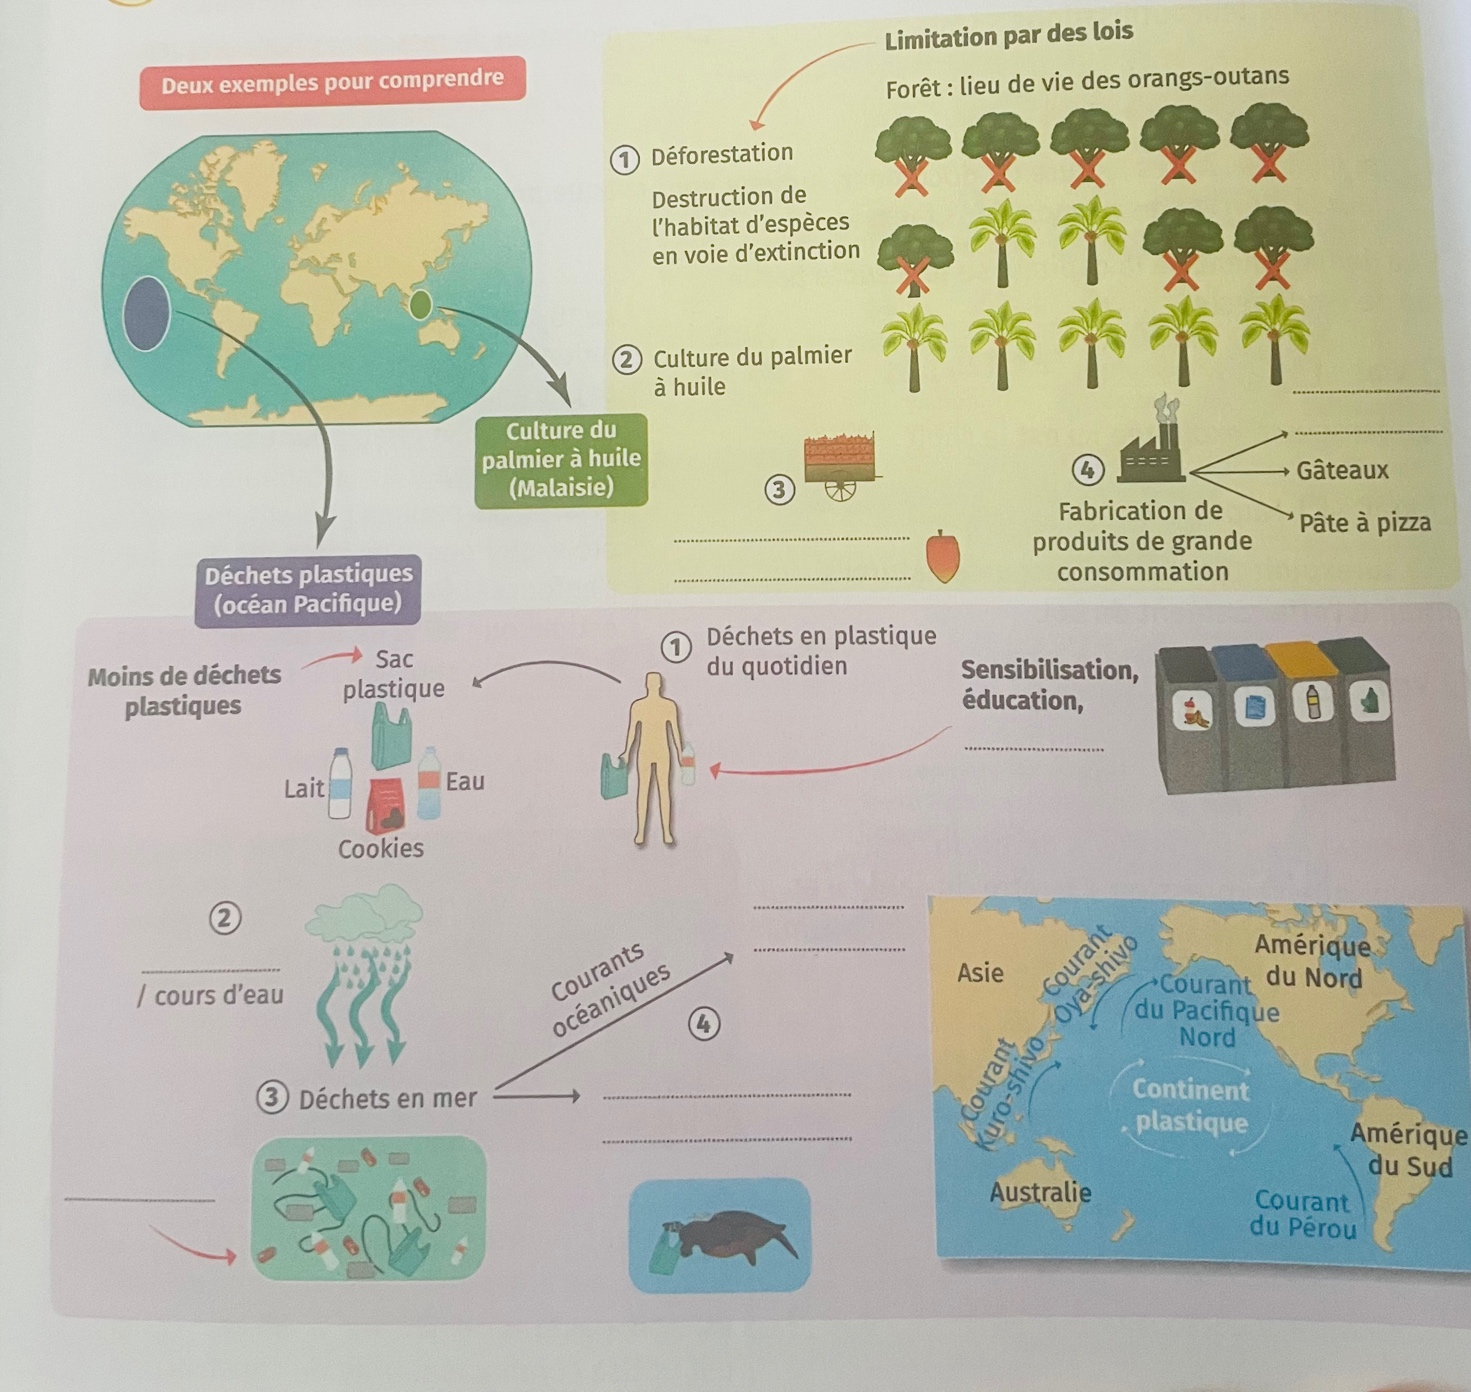 Deux exemples pour comprendre
Limitation par des lois
Forêt : lieu de vie des orangs-outans
1 Déforestation
Destruction de
l'habitat d'espèces
en voie d'extinction
2 Culture du palmier
à huile
Culture du
palmier à huile
(Malaisie)
3
4
Fabrication de
produits de grande
consommation
Gâteaux
Pâte à pizza
Déchets plastiques
(océan Pacifique)
Moins de déchets
plastiques
Sac
plastique
Lait
Eau
Cookies
1 Déchets en plastique
du quotidien
Sensibilisation,
éducation,
2
/ cours d'eau
3 Déchets en mer
Courants
océaniques
4
Asie
Courant
Oya-shivo
Courant
du Pacifique
Nord
Amérique
du Nord
Courant
Kuro-shivo
Continent
plastique
Amérique
du Sud
Australie
Courant
du Pérou